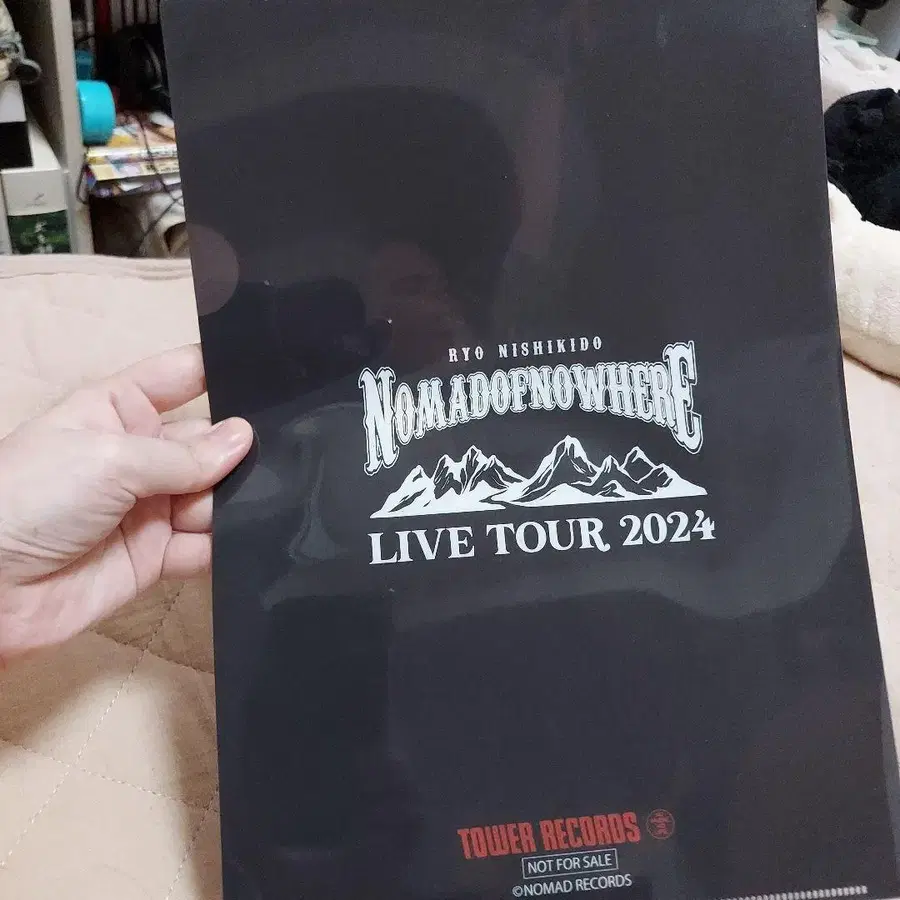 RYO NISHIKIDO
NOMADOFNOWHERE
LIVE TOUR 2024
TOWER RECORDS
NOT FOR SALE
©NOMAD RECORDS